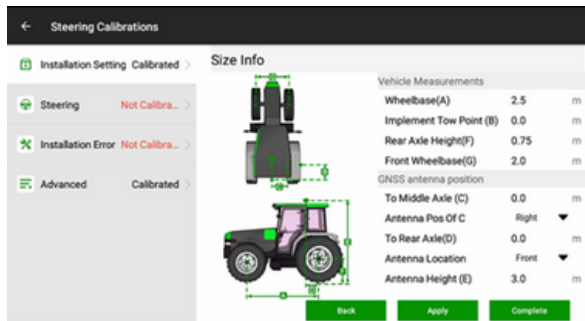 Steering Calibrations
Installation Setting Calibrated
Steering Not Calibra...
Installation Error Not Calibra...
Advanced Calibrated
Size Info
Vehicle Measurements
Wheelbase(A) 2.5 m
Implement Tow Point (B) 0.0 m
Rear Axle Height(F) 0.75 m
Front Wheelbase(G) 2.0 m
GNSS antenna position
To Middle Axle (C) 0.0 m
Antenna Pos Of C Right
To Rear Axle(D) 0.0 m
Antenna Location Front
Antenna Height (E) 3.0 m
Back Apply Complete